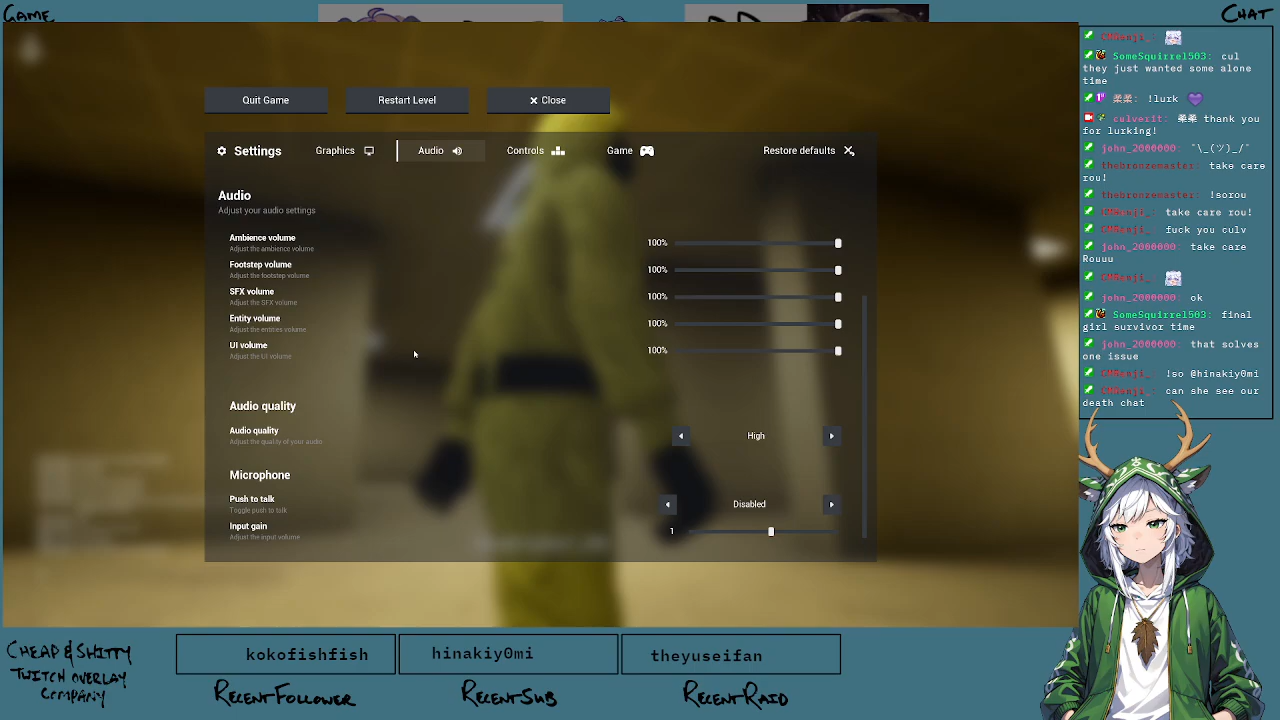 GAME
CHAT
Quit Game
Restart Level
Close
Settings
Graphics
Audio
Controls
Game
Restore defaults
Audio
Adjust your audio settings
Ambience volume
Adjust the ambience volume
100%
Footstep volume
Adjust the footstep volume
100%
SFX volume
Adjust the SFX volume
100%
Entity volume
Adjust the entities volume
100%
UI volume
Adjust the UI volume
100%
Audio quality
Audio quality
Adjust the quality of your audio
High
Microphone
Push to talk
Toggle push to talk
Disabled
Input gain
Adjust the input volume
1
SomeSquirrel503: cul
they just wanted some alone
time
柔柔: !lurk
culverit: 柔柔 thank you
for lurking!
john_2000000: "\_(ツ)_/"
thebronzemaster: take care
rou!
thebronzemaster: !sorou
take care rou!
fuck you culv
john_2000000: take care
Rouuu
john_2000000: ok
SomeSquirrel503: final
girl survivor time
john_2000000: that solves
one issue
!so @hinakiy0mi
can she see our
death chat
CHEAP & SHITTY
TWITCH OVERLAY
COMPANY
kokofishfish
RECENT FOLLOWER
hinakiy0mi
RECENT SUB
theyuseifan
RECENT RAID